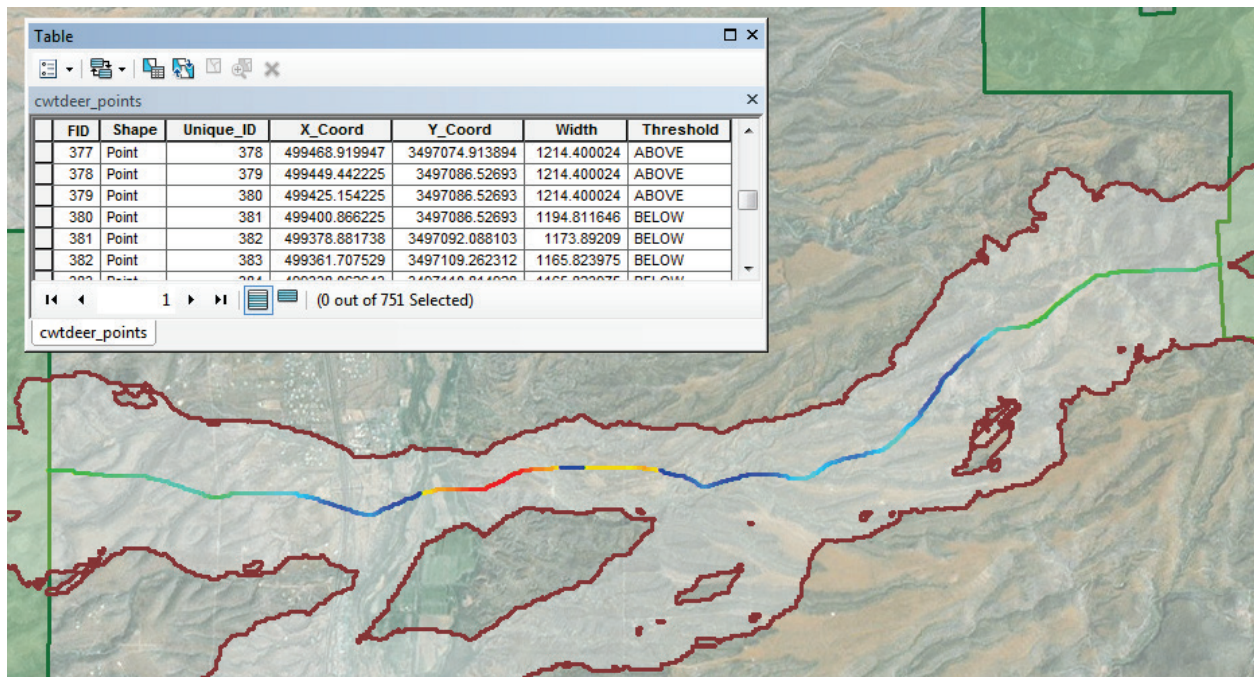 Table
cwtdeer_points
FID Shape Unique_ID X_Coord Y_Coord Width Threshold
377 Point 378 499468.919947 3497074.913894 1214.400024 ABOVE
378 Point 379 499449.442225 3497086.52693 1214.400024 ABOVE
379 Point 380 499425.154225 3497086.52693 1214.400024 ABOVE
380 Point 381 499400.866225 3497086.52693 1194.811646 BELOW
381 Point 382 499378.881738 3497092.088103 1173.89209 BELOW
382 Point 383 499361.707529 3497109.262312 1165.823975 BELOW
1
(0 out of 751 Selected)
cwtdeer_points